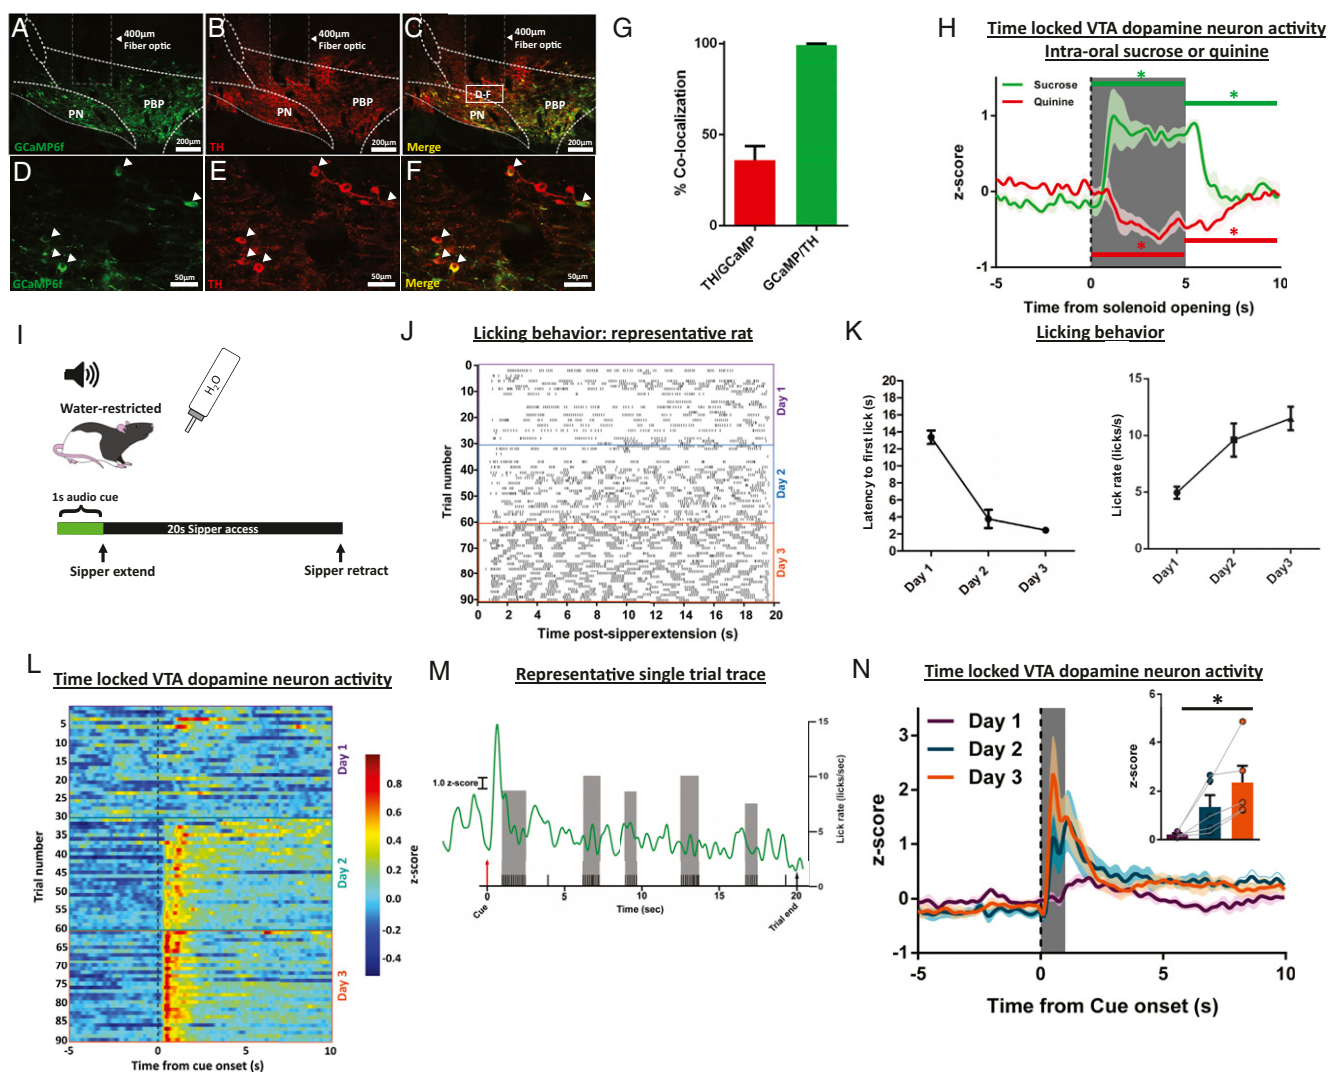 A
400µm
Fiber optic
PN
PBP
GCaMP6f
200µm
B
400µm
Fiber optic
PN
PBP
TH
200µm
C
400µm
Fiber optic
D-F
PN
PBP
Merge
200µm
D
GCaMP6f
50µm
E
TH
50µm
F
Merge
50µm
G
% Co-localization
100
50
0
TH/GCaMP
GCaMP/TH
H
Time locked VTA dopamine neuron activity
Intra-oral sucrose or quinine
Sucrose
Quinine
*
*
*
*
z-score
1
0
-1
-5
0
5
10
Time from solenoid opening (s)
I
Water-restricted
H₂O
1s audio cue
20s Sipper access
Sipper extend
Sipper retract
J
Licking behavior: representative rat
Trial number
0
10
20
30
40
50
60
70
80
90
Day 1
Day 2
Day 3
0 2 4 6 8 10 12 14 16 18 20
Time post-sipper extension (s)
K
Licking behavior
Latency to first lick (s)
20
18
16
14
12
10
8
6
4
2
0
Day 1
Day 2
Day 3
Lick rate (licks/s)
15
10
5
0
Day1
Day2
Day3
L
Time locked VTA dopamine neuron activity
Trial number
5
10
15
20
25
30
35
40
45
50
55
60
65
70
75
80
85
90
Day 1
Day 2
Day 3
-5
0
5
10
Time from cue onset (s)
0.8
0.6
0.4
0.2
0.0
-0.2
-0.4
M
Representative single trial trace
1.0 z-score
z-score
15
10
5
0
Lick rate (licks/sec)
Cue
5
10
15
20
Time (sec)
Trial end
N
Time locked VTA dopamine neuron activity
Day 1
Day 2
Day 3
z-score
3
2
1
0
-1
-5
0
5
10
Time from Cue onset (s)
z-score
6
4
2
0
*